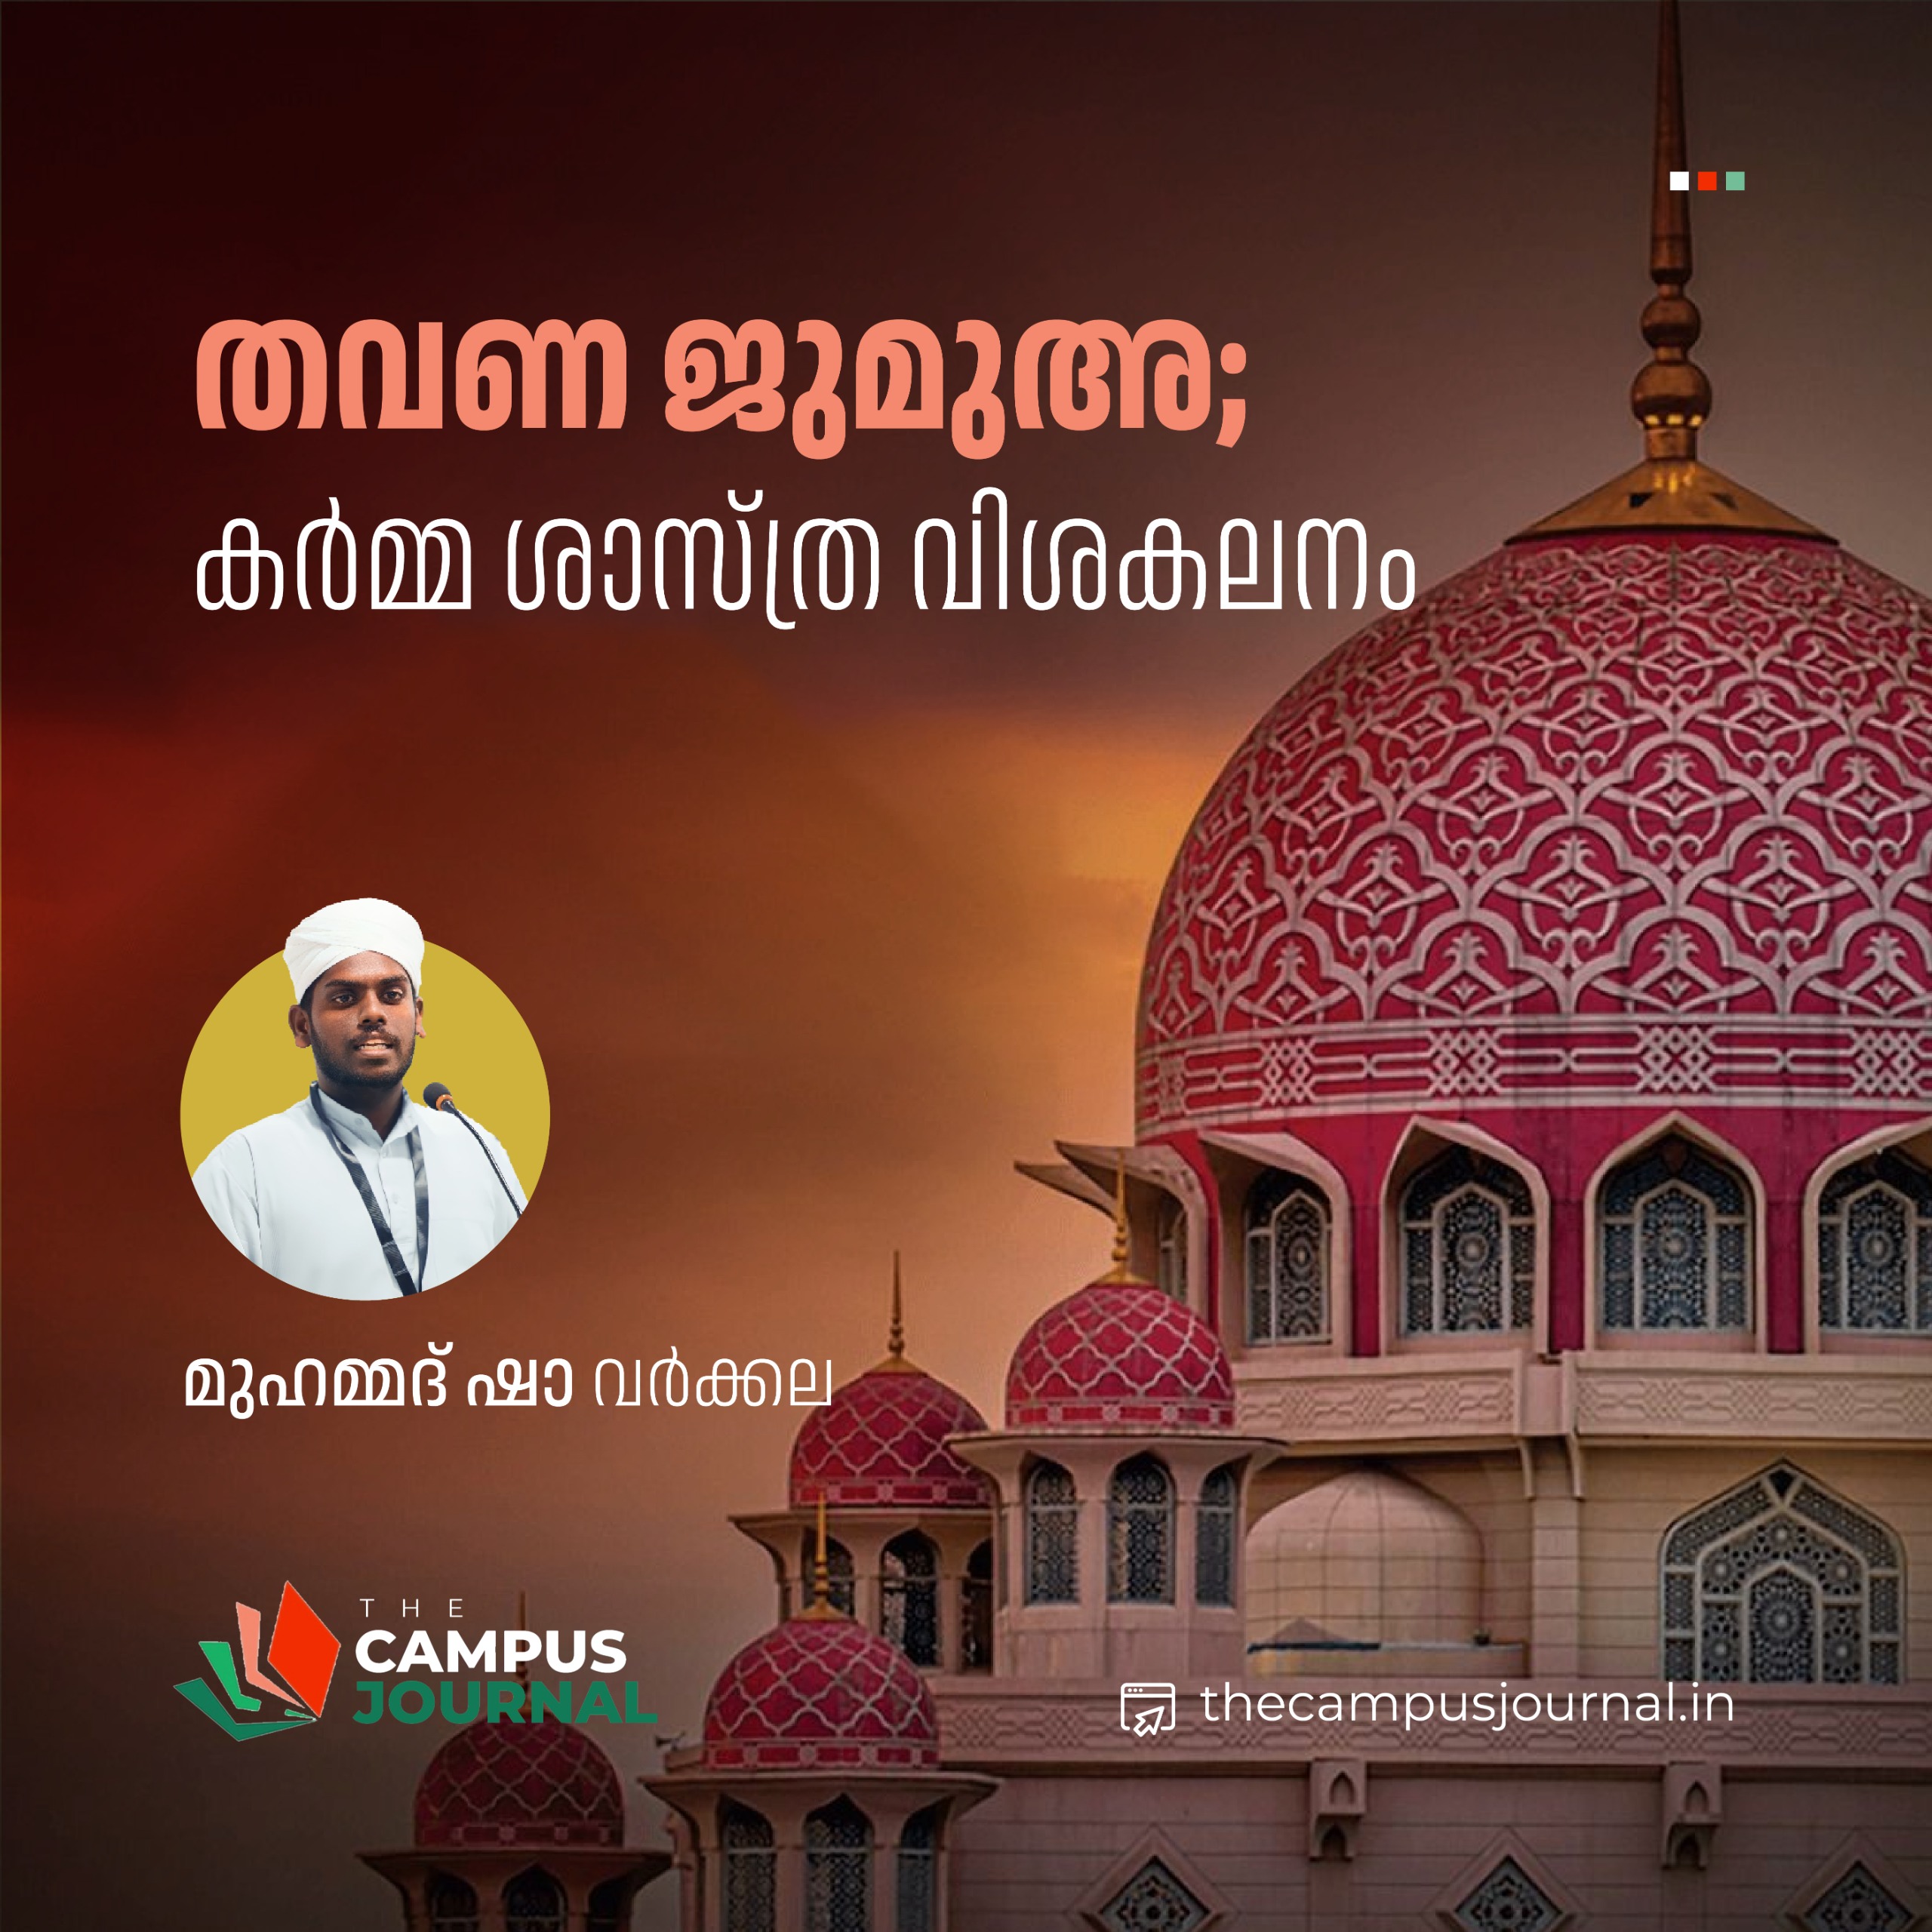 തവണ ജുമുഅ;
കർമ്മ ശാസ്ത്ര വിശകലനം
മുഹമ്മദ് ഷാ വർക്കല
THE
CAMPUS
JOURNAL
thecampusjournal.in